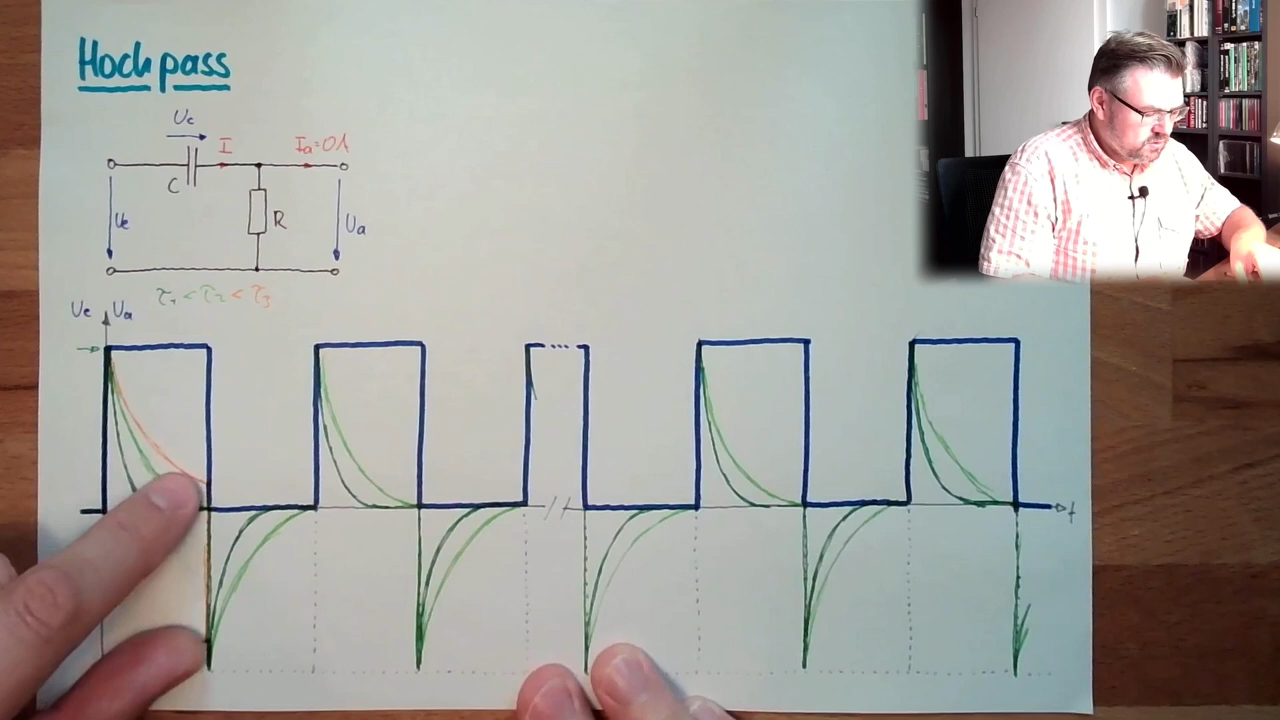 Hochpass
Uc
I
Ia=0A
C
Ue
R
Ua
τ1 < τ2 < τ3
Ue
Ua
...
//
t